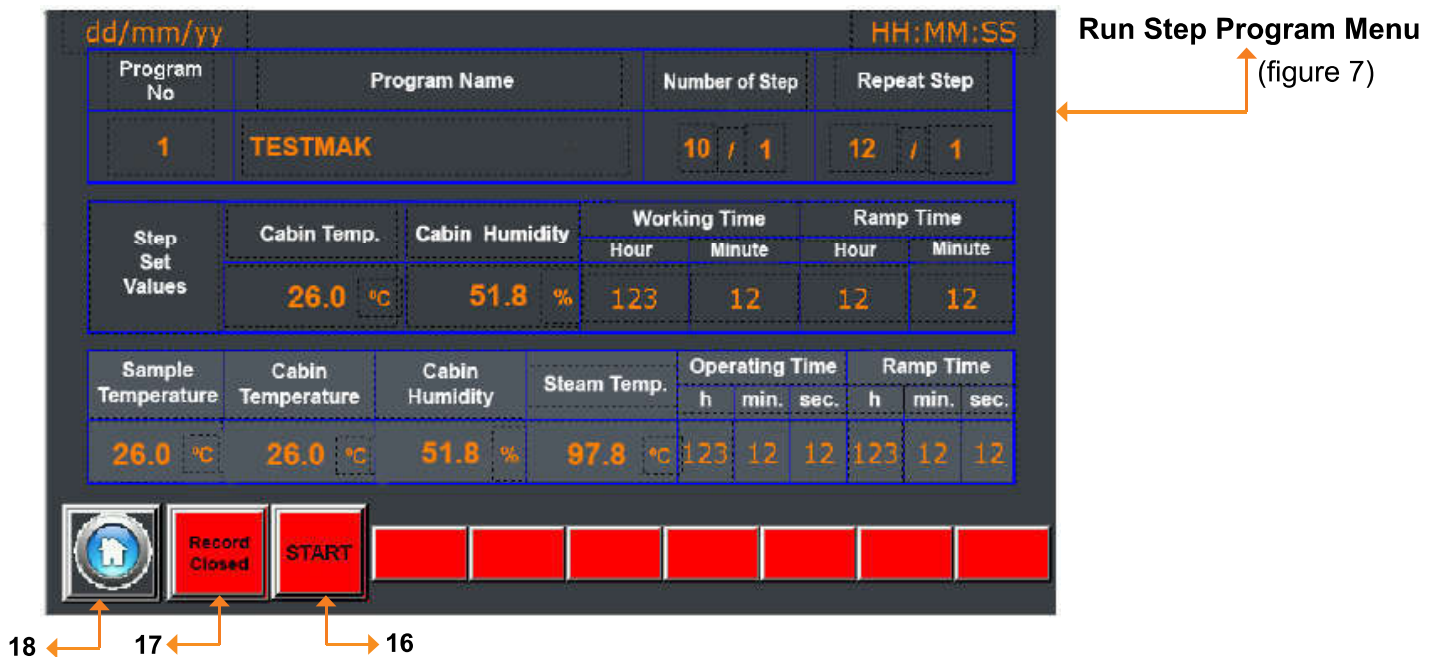 dd/mm/yy HH:MM:SS
Run Step Program Menu
(figure 7)
Program
No
Program Name
Number of Step
Repeat Step
1
TESTMAK
10 / 1
12 / 1
Step
Set
Values
Cabin Temp.
Cabin Humidity
Working Time
Ramp Time
Hour
Minute
Hour
Minute
26.0 ºC
51.8 %
123
12
12
12
Sample
Temperature
Cabin
Temperature
Cabin
Humidity
Steam Temp.
Operating Time
Ramp Time
h
min.
sec.
h
min.
sec.
26.0 ºC
26.0 ºC
51.8 %
97.8 ºC
123
12
12
123
12
12
Record
Closed
START
18
17
16